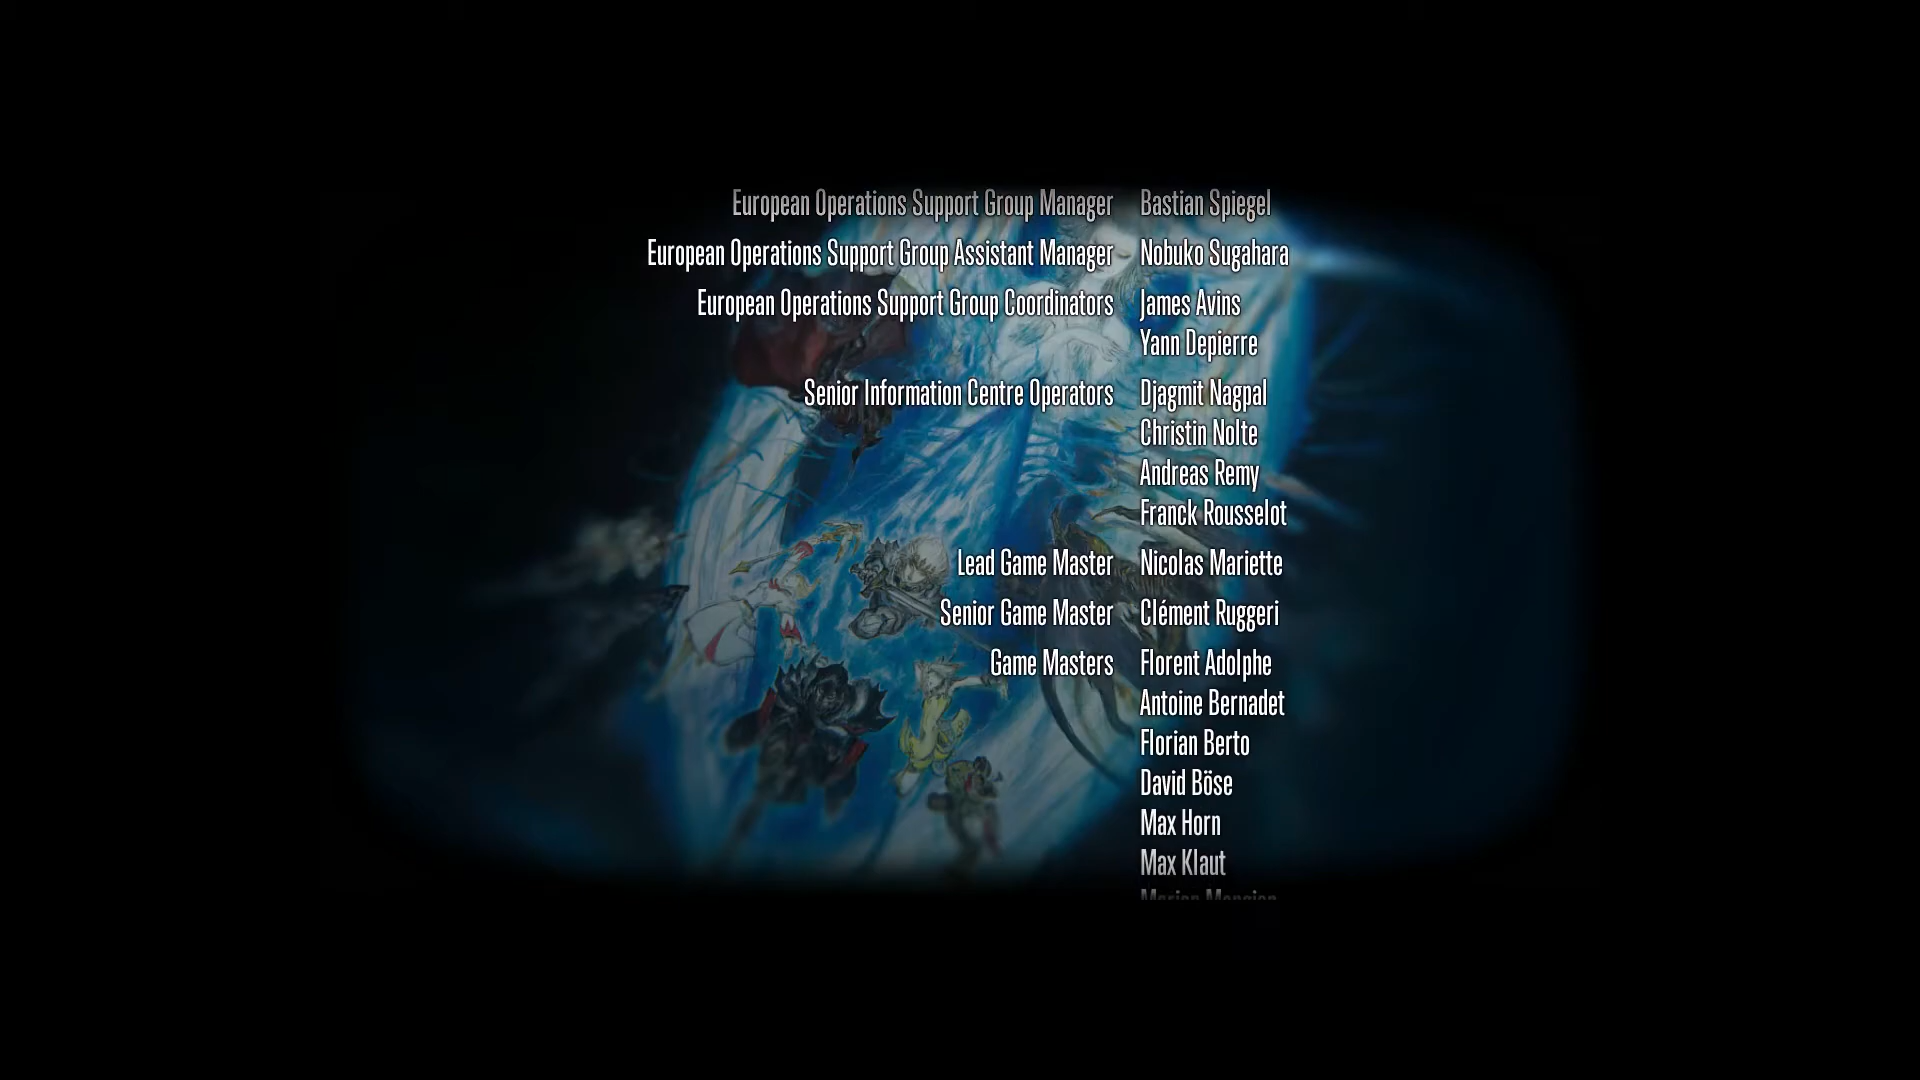 European Operations Support Group Manager Bastian Spiegel
European Operations Support Group Assistant Manager Nobuko Sugahara
European Operations Support Group Coordinators James Avins
Yann Depierre
Senior Information Centre Operators Djagmit Nagpal
Christin Nolte
Andreas Remy
Franck Rousselot
Lead Game Master Nicolas Mariette
Senior Game Master Clément Ruggeri
Game Masters Florent Adolphe
Antoine Bernadet
Florian Berto
David Böse
Max Horn
Max Klaut